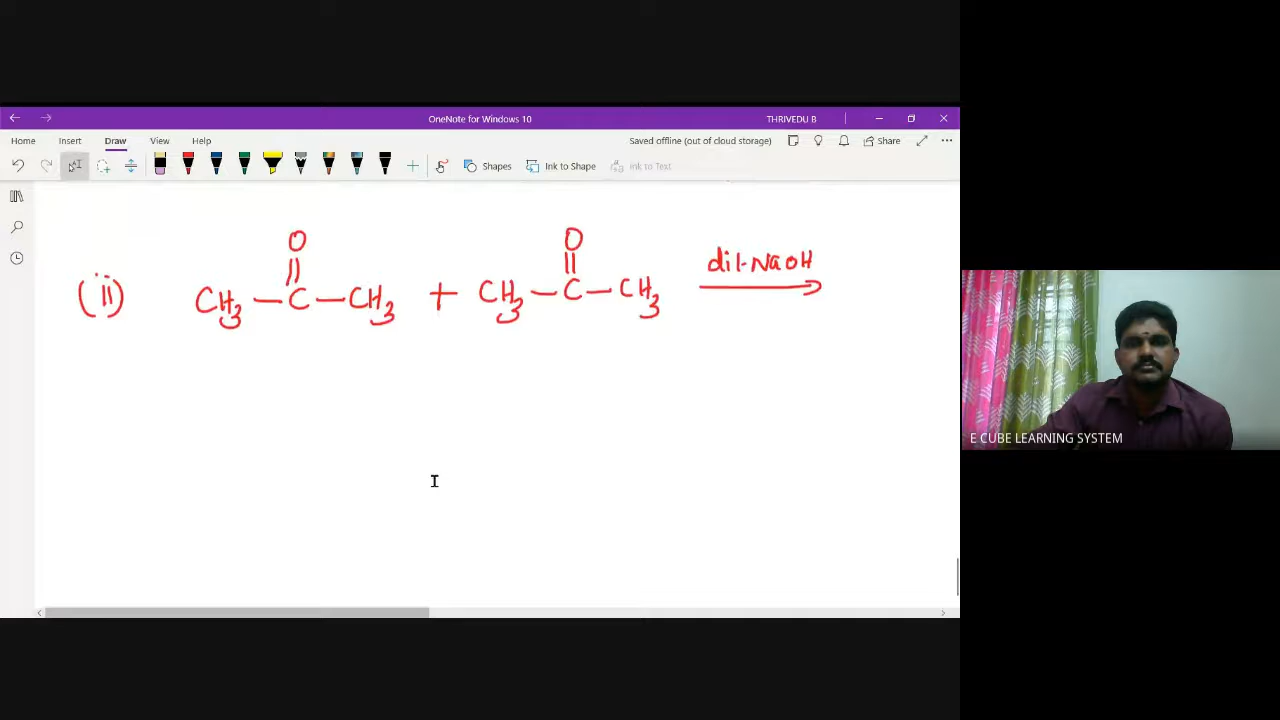 OneNote for Windows 10
THRIVEDU B
Home Insert Draw View Help
Saved offline (out of cloud storage)
Share
Shapes
Ink to Shape
Ink to Text
(ii)
O
CH3 — C — CH3
+
O
CH3 — C — CH3
dil.NaOH
E CUBE LEARNING SYSTEM